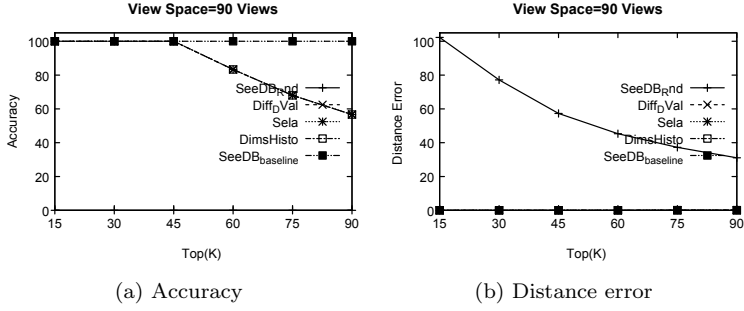 View Space=90 Views
100
80
60
40
20
0
Accuracy
15 30 45 60 75 90
Top(K)
SeeDB_Rnd
Diff_DVal
Sela
DimsHisto
SeeDB_baseline
(a) Accuracy
View Space=90 Views
100
80
60
40
20
0
Distance Error
15 30 45 60 75 90
Top(K)
SeeDB_Rnd
Diff_DVal
Sela
DimsHisto
SeeDB_baseline
(b) Distance error